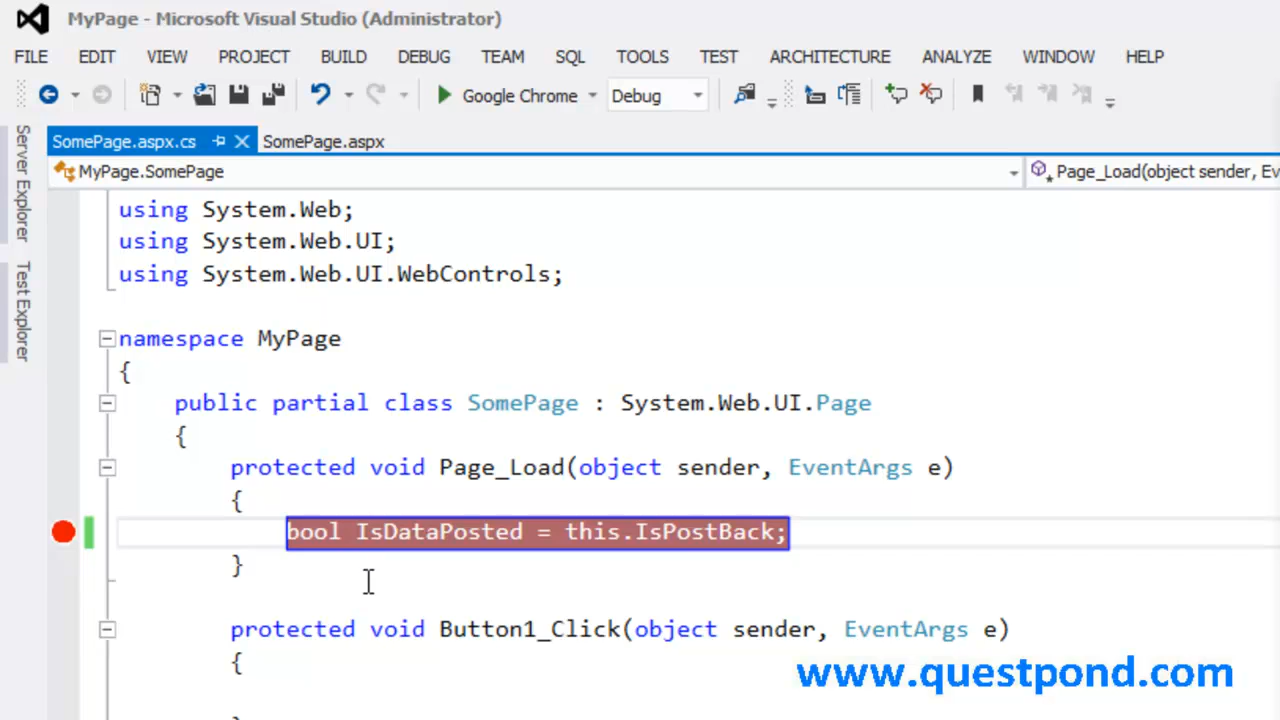 MyPage - Microsoft Visual Studio (Administrator)
FILE EDIT VIEW PROJECT BUILD DEBUG TEAM SQL TOOLS TEST ARCHITECTURE ANALYZE WINDOW HELP
Google Chrome Debug
SomePage.aspx.cs SomePage.aspx
MyPage.SomePage Page_Load(object sender, Ev
Server Explorer
Test Explorer
using System.Web;
using System.Web.UI;
using System.Web.UI.WebControls;
namespace MyPage
{
public partial class SomePage : System.Web.UI.Page
{
protected void Page_Load(object sender, EventArgs e)
{
bool IsDataPosted = this.IsPostBack;
}
protected void Button1_Click(object sender, EventArgs e)
{
www.questpond.com
}